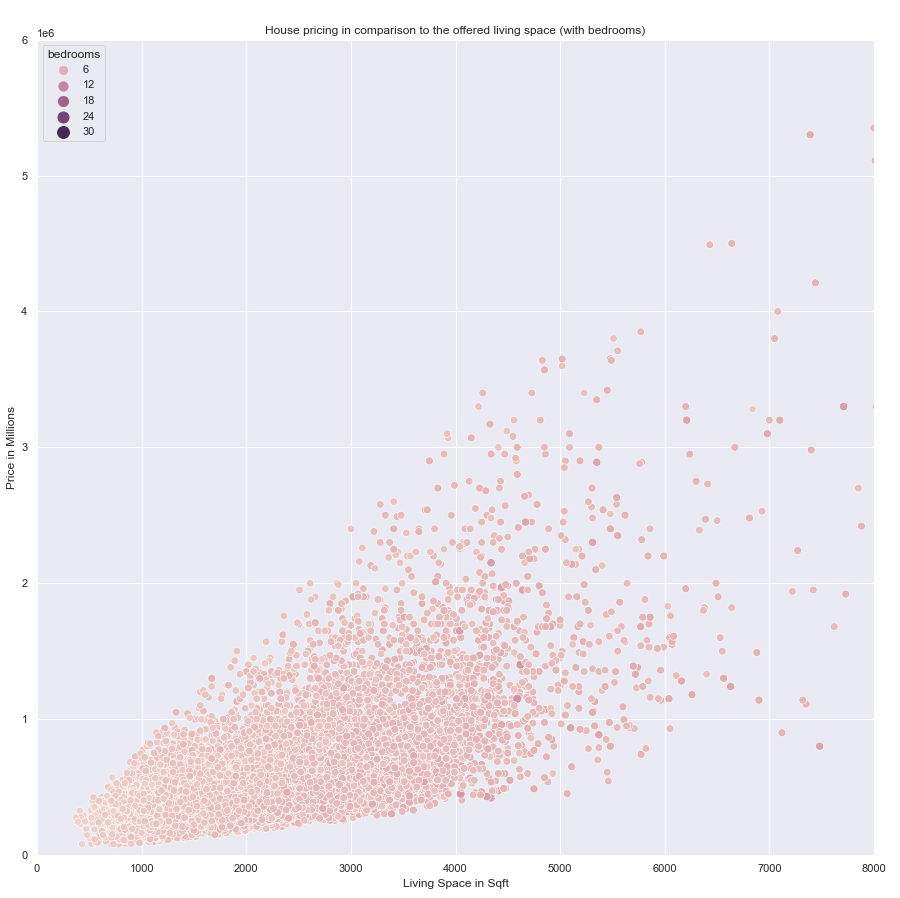 House pricing in comparison to the offered living space (with bedrooms)
1e6
6
bedrooms
6
12
18
24
30
5
4
3
2
1
0
Price in Millions
0 1000 2000 3000 4000 5000 6000 7000 8000
Living Space in Sqft